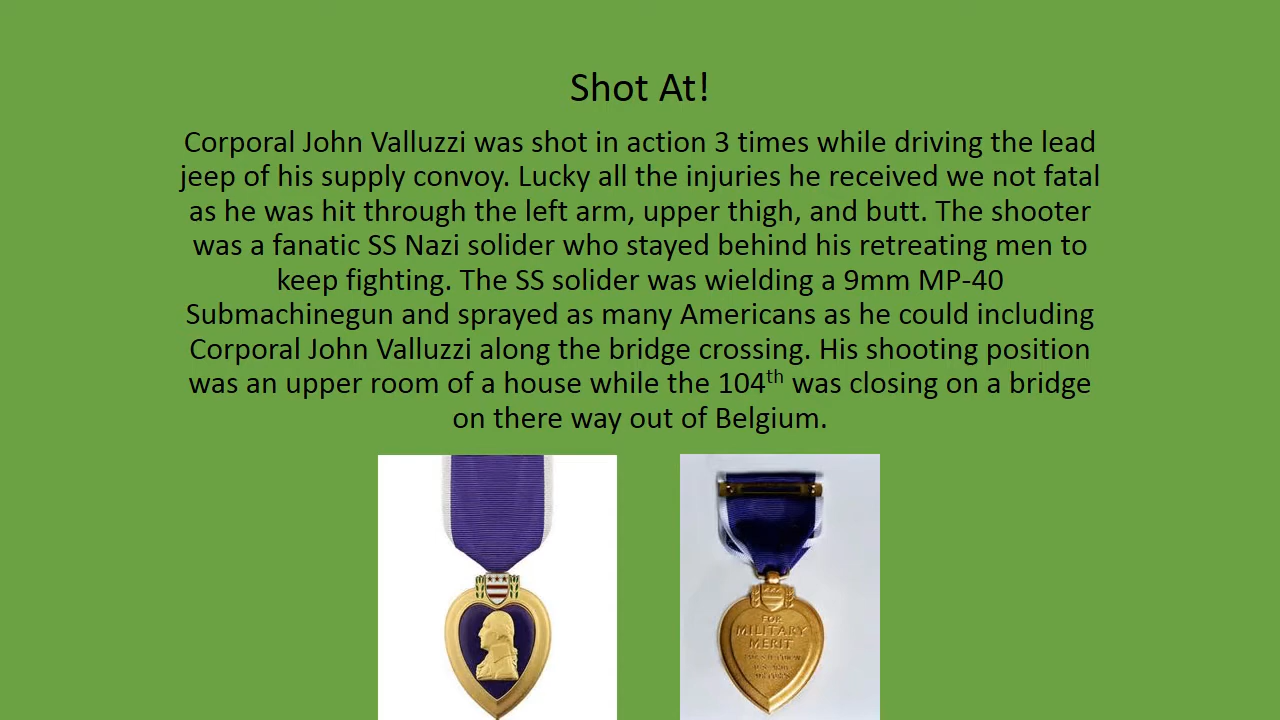 Shot At!
Corporal John Valluzzi was shot in action 3 times while driving the lead
jeep of his supply convoy. Lucky all the injuries he received we not fatal
as he was hit through the left arm, upper thigh, and butt. The shooter
was a fanatic SS Nazi solider who stayed behind his retreating men to
keep fighting. The SS solider was wielding a 9mm MP-40
Submachinegun and sprayed as many Americans as he could including
Corporal John Valluzzi along the bridge crossing. His shooting position
was an upper room of a house while the 104th was closing on a bridge
on there way out of Belgium.
FOR
MILITARY
MERIT